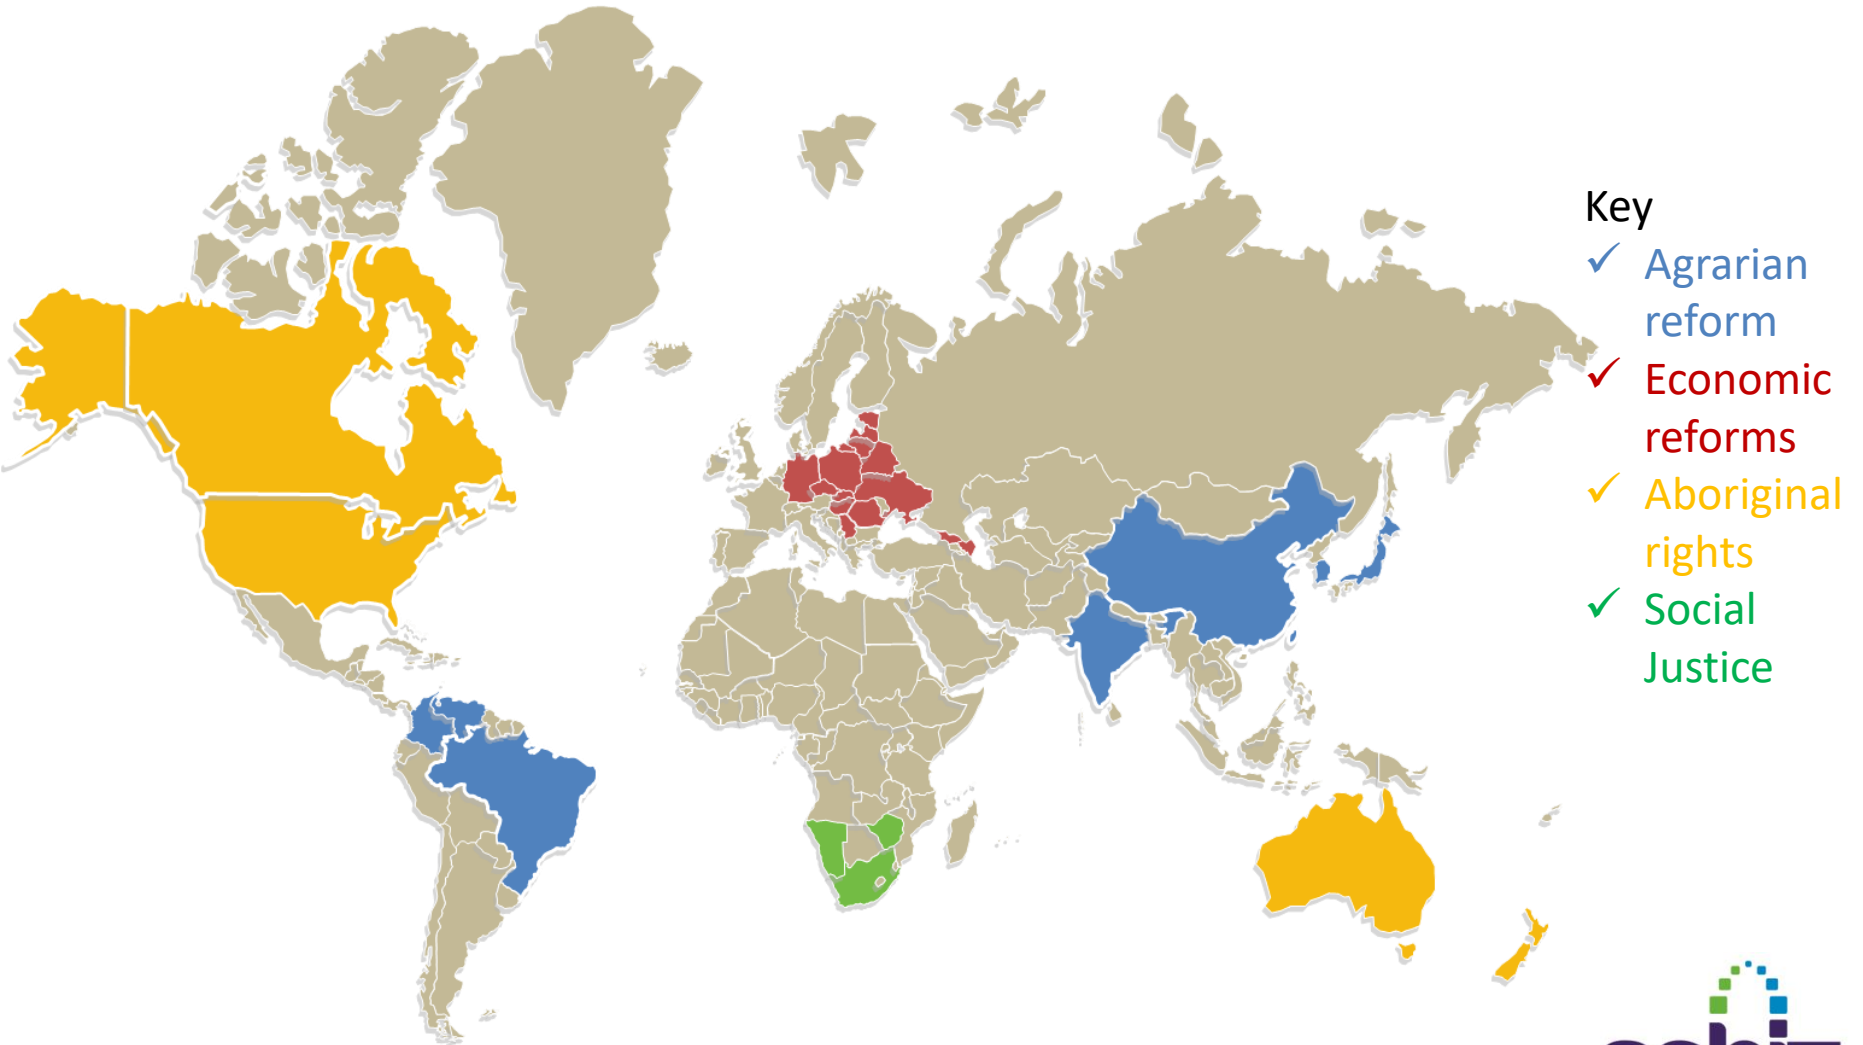 Key
✓ Agrarian
reform
✓ Economic
reforms
✓ Aboriginal
rights
✓ Social
Justice